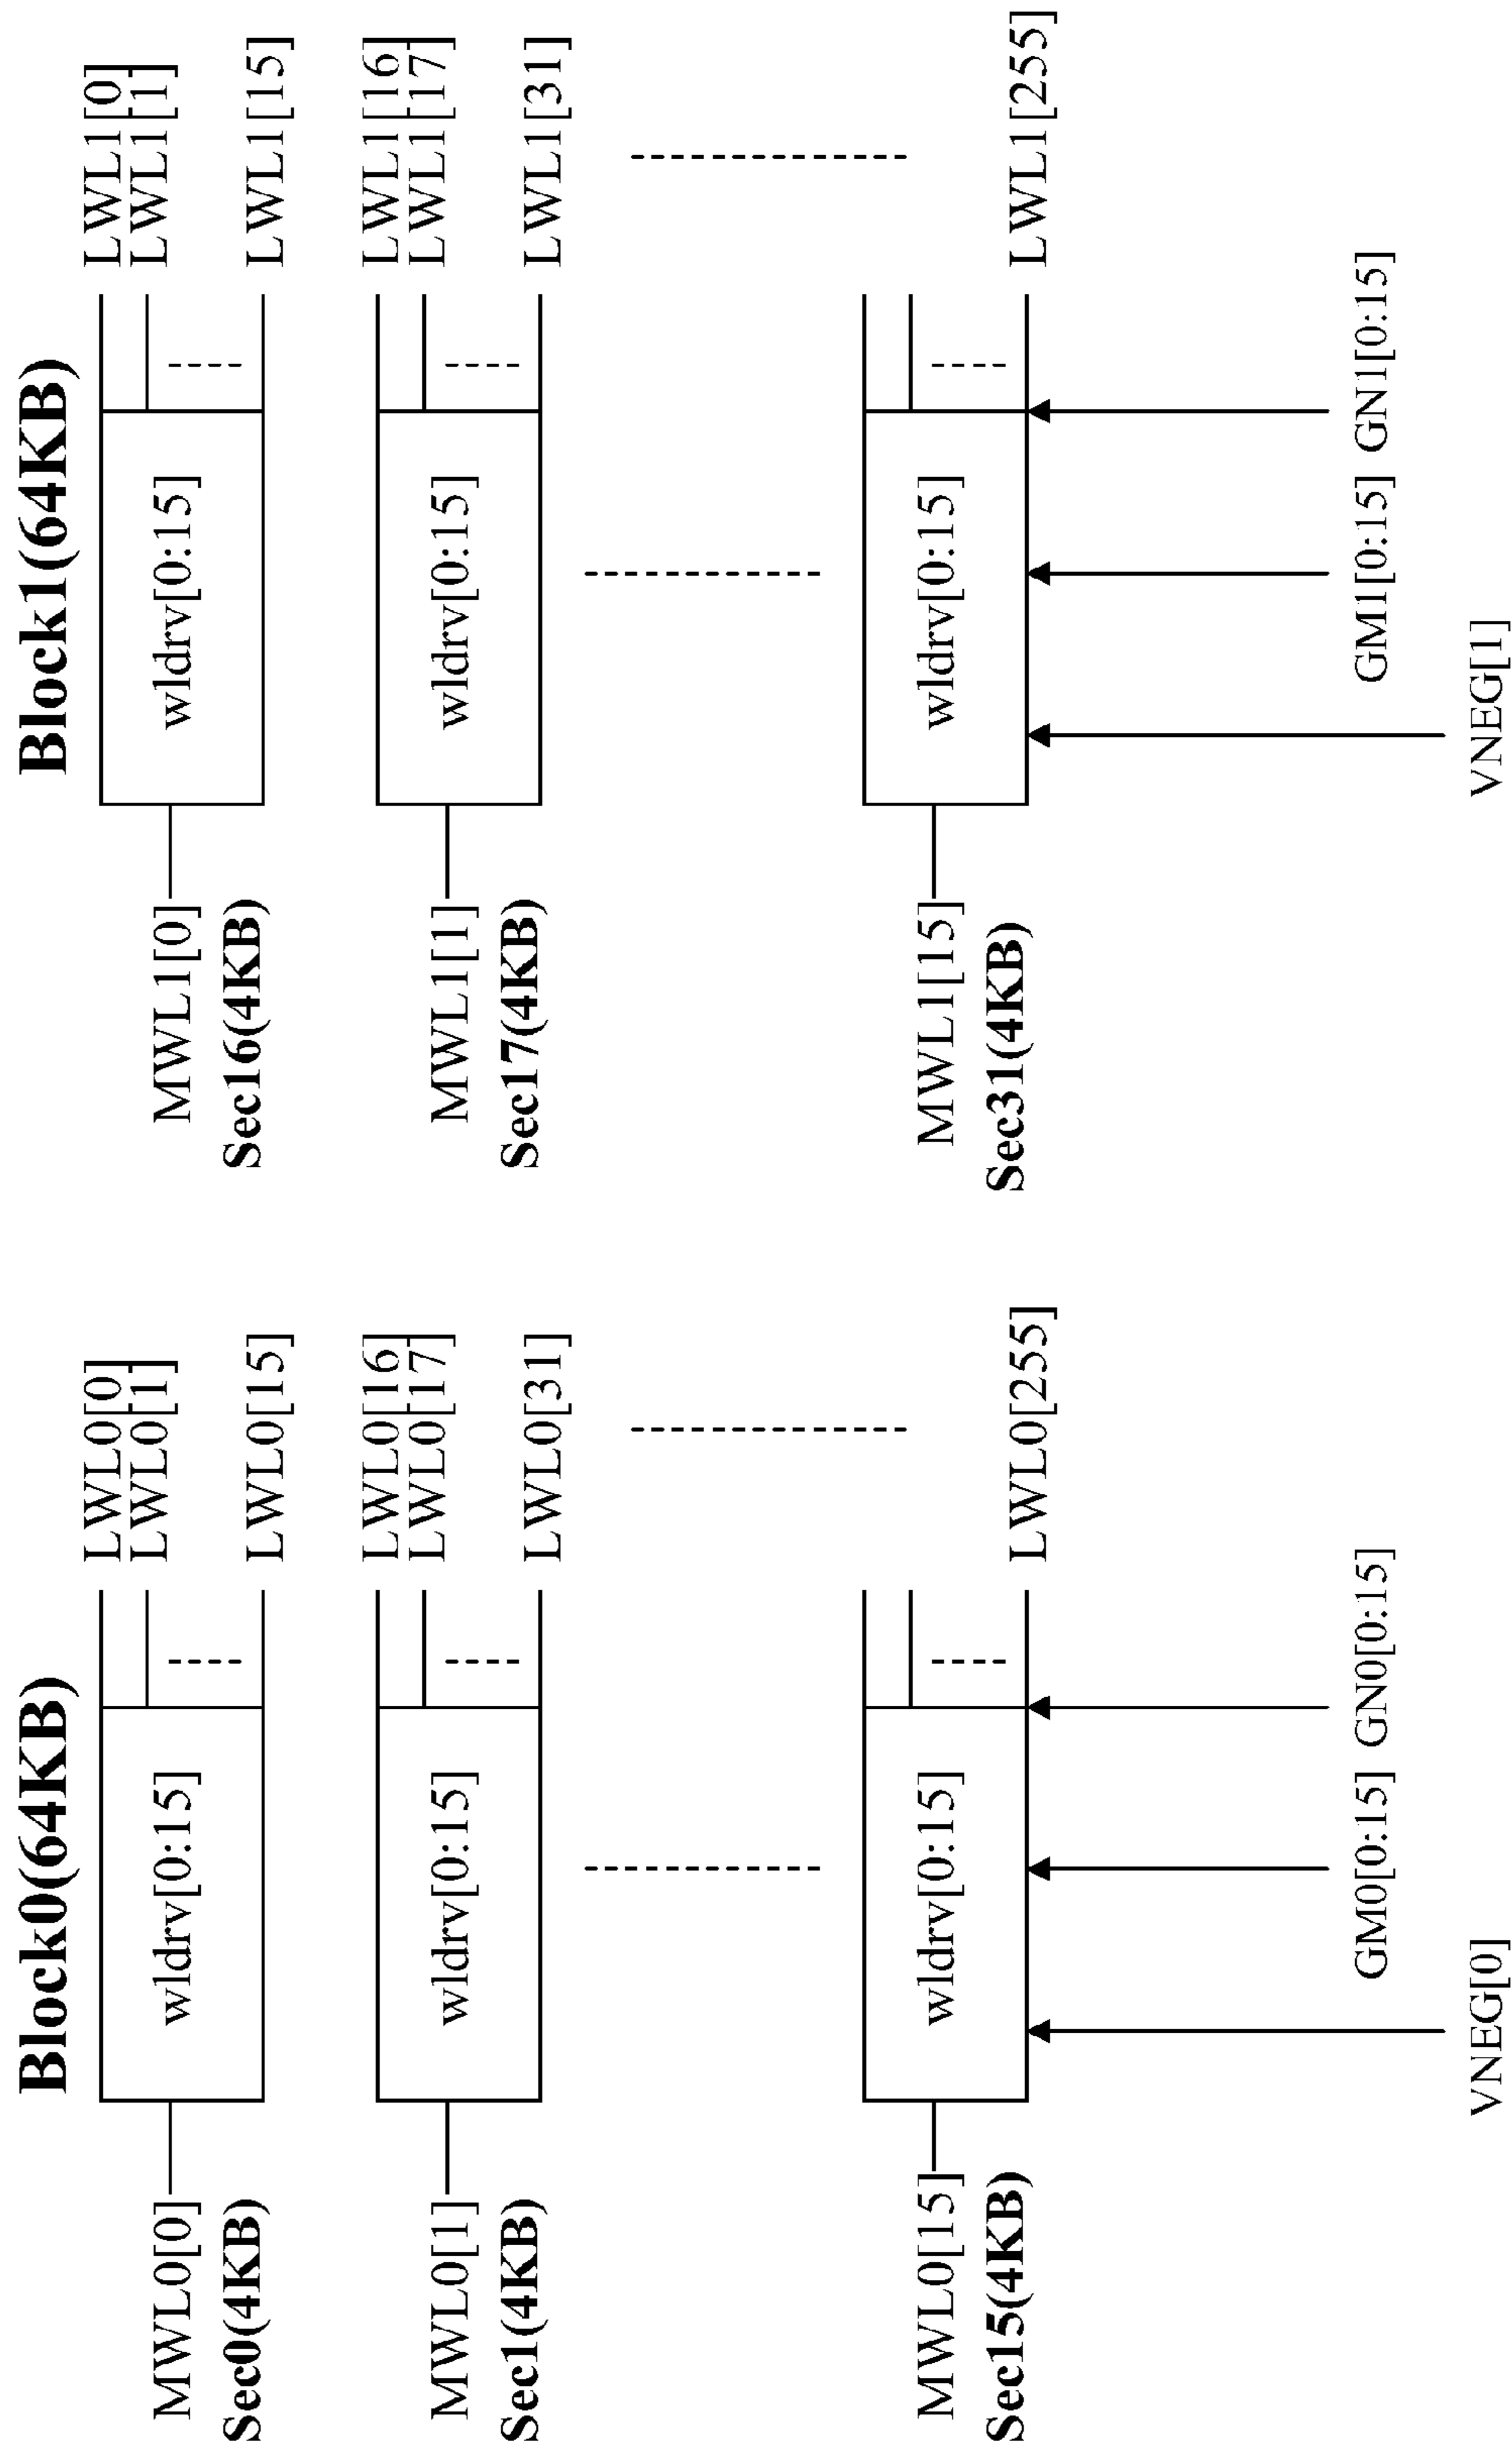 Block0(64KB)
MWL0[0]
Sec0(4KB)
wldrv[0:15]
LWL0[0]
LWL0[1]
LWL0[15]
MWL0[1]
Sec1(4KB)
wldrv[0:15]
LWL0[16]
LWL0[17]
LWL0[31]
MWL0[15]
Sec15(4KB)
wldrv[0:15]
LWL0[255]
GM0[0:15] GN0[0:15]
VNEG[0]
Block1(64KB)
MWL1[0]
Sec16(4KB)
wldrv[0:15]
LWL1[0]
LWL1[1]
LWL1[15]
MWL1[1]
Sec17(4KB)
wldrv[0:15]
LWL1[16]
LWL1[17]
LWL1[31]
MWL1[15]
Sec31(4KB)
wldrv[0:15]
LWL1[255]
GM1[0:15] GN1[0:15]
VNEG[1]